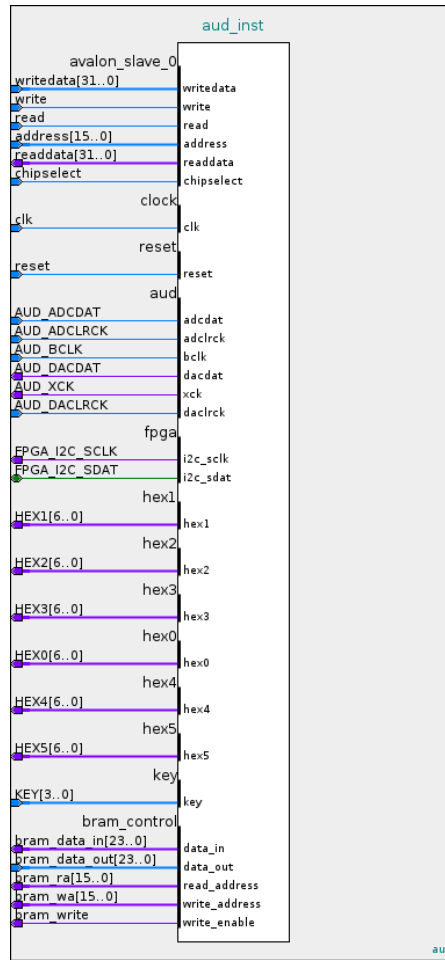 aud_inst
avalon_slave_0
writedata[31..0] writedata
write write
read read
address[15..0] address
readdata[31..0] readdata
chipselect chipselect
clock
clk clk
reset
reset reset
aud
AUD_ADCDAT adcdat
AUD_ADCLRCK adclrck
AUD_BCLK bclk
AUD_DACDAT dacdat
AUD_XCK xck
AUD_DACLRCK daclrck
fpga
FPGA_I2C_SCLK i2c_sclk
FPGA_I2C_SDAT i2c_sdat
hex1
HEX1[6..0] hex1
hex2
HEX2[6..0] hex2
hex3
HEX3[6..0] hex3
hex0
HEX0[6..0] hex0
hex4
HEX4[6..0] hex4
hex5
HEX5[6..0] hex5
key
KEY[3..0] key
bram_control
bram_data_in[23..0] data_in
bram_data_out[23..0] data_out
bram_ra[15..0] read_address
bram_wa[15..0] write_address
bram_write write_enable
au